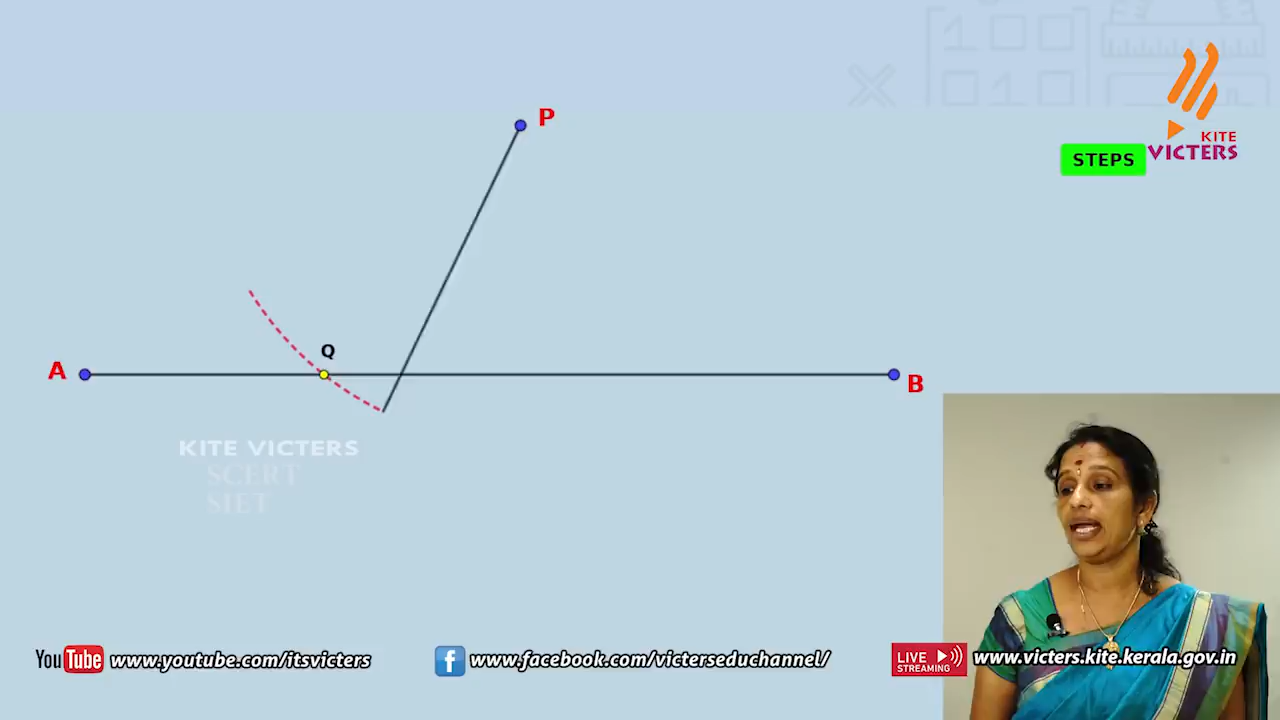 P
KITE
VICTERS
STEPS
Q
A
B
KITE VICTERS
SCERT
SIET
YouTube www.youtube.com/itsvicters
f www.facebook.com/victerseduchannel/
LIVE STREAMING www.victers.kite.kerala.gov.in